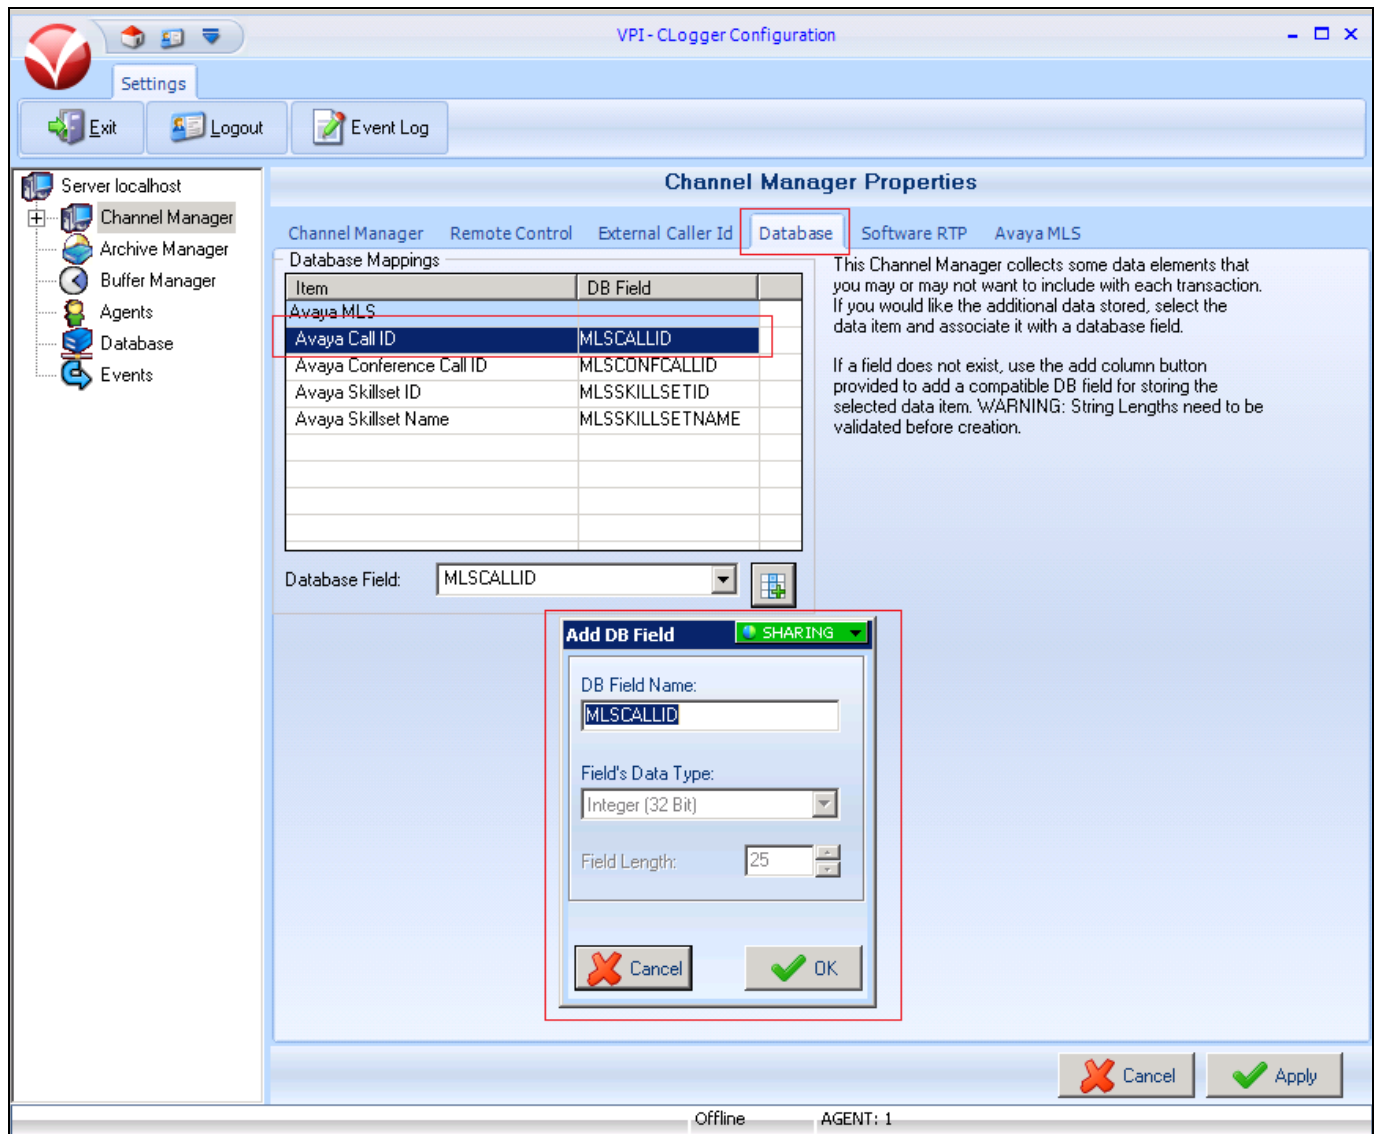 VPI - CLogger Configuration
Settings
Exit
Logout
Event Log
Server localhost
Channel Manager
Archive Manager
Buffer Manager
Agents
Database
Events
Channel Manager Properties
Channel Manager Remote Control External Caller Id Database Software RTP Avaya MLS
Database Mappings
Item DB Field
Avaya MLS
Avaya Call ID MLSCALLID
Avaya Conference Call ID MLSCONFCALLID
Avaya Skillset ID MLSSKILLSETID
Avaya Skillset Name MLSSKILLSETNAME
Database Field: MLSCALLID
This Channel Manager collects some data elements that
you may or may not want to include with each transaction.
If you would like the additional data stored, select the
data item and associate it with a database field.
If a field does not exist, use the add column button
provided to add a compatible DB field for storing the
selected data item. WARNING: String Lengths need to be
validated before creation.
Add DB Field SHARING
DB Field Name:
MLSCALLID
Field's Data Type:
Integer (32 Bit)
Field Length: 25
Cancel OK
Cancel Apply
Offline AGENT: 1